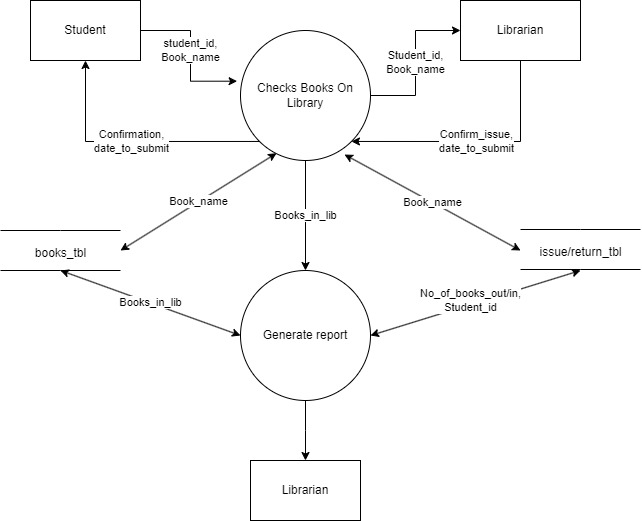 Student
Librarian
student_id,
Book_name
Student_id,
Book_name
Checks Books On
Library
Confirmation,
date_to_submit
Confirm_issue,
date_to_submit
Book_name
Book_name
Books_in_lib
books_tbl
issue/return_tbl
Books_in_lib
No_of_books_out/in,
Student_id
Generate report
Librarian